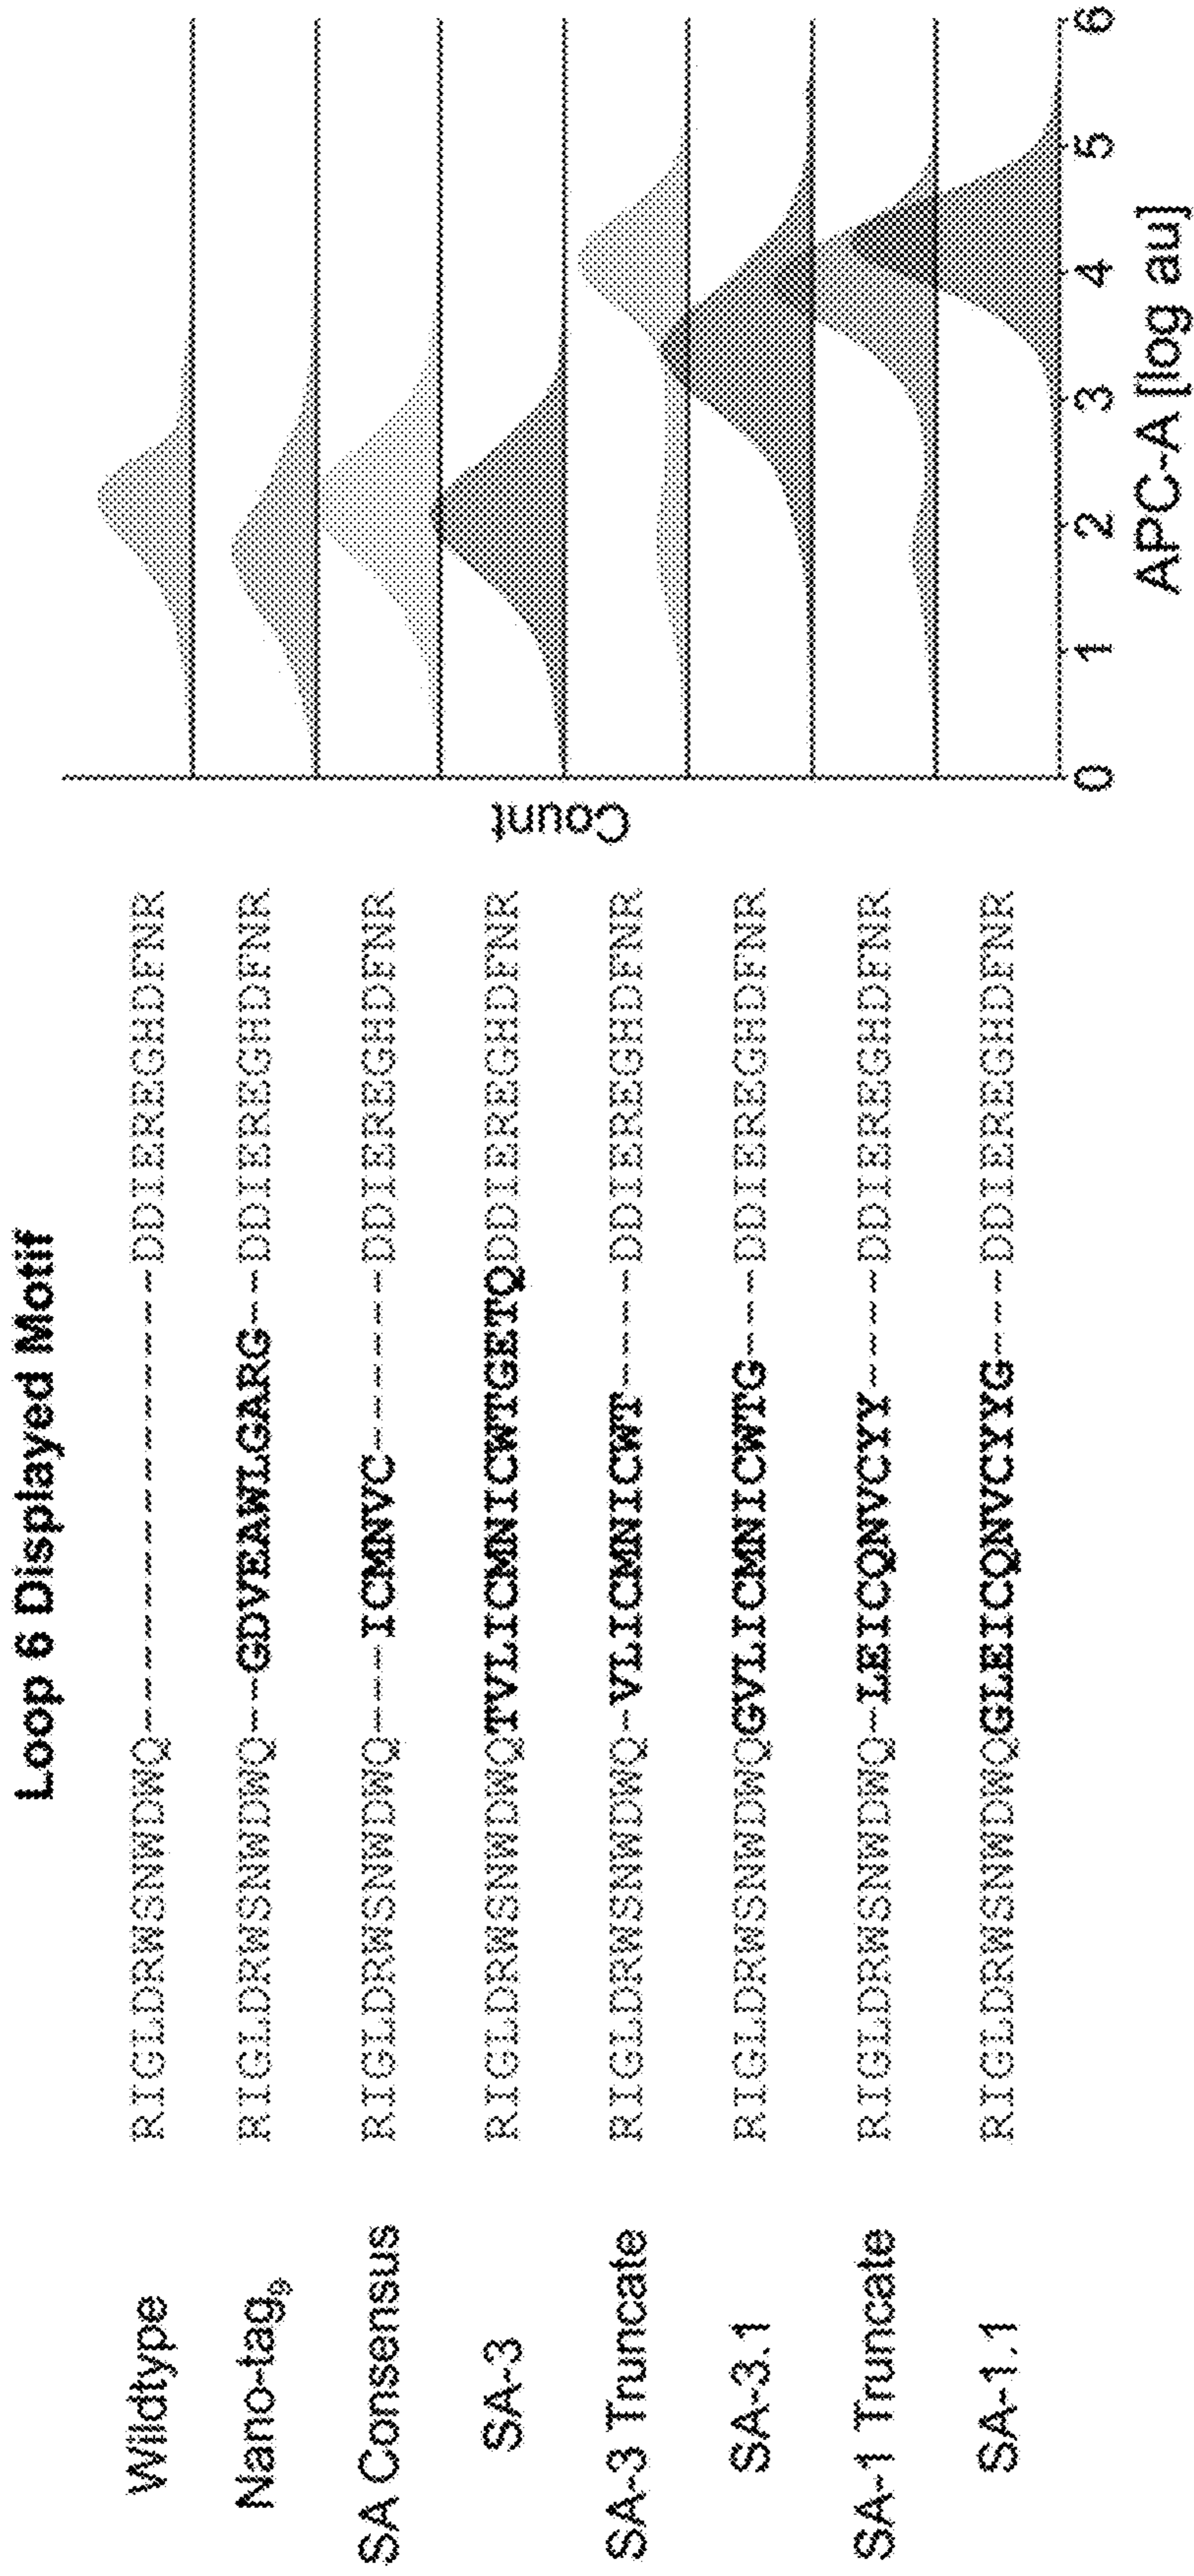 Loop 6 Displayed Motif
Wildtype RIGLDRWSNWDWQ---------------DDIEREGHDFNR
Nano-tag9 RIGLDRWSNWDWQ--GDVEAWLGARG--DDIEREGHDFNR
SA Consensus RIGLDRWSNWDWQ---ICMNVC------DDIEREGHDFNR
SA-3 RIGLDRWSNWDWQTVLICMNICWTGETQDDIEREGHDFNR
SA-3 Truncate RIGLDRWSNWDWQ-VLICMNICWT----DDIEREGHDFNR
SA-3.1 RIGLDRWSNWDWQGVLICMNICWTG---DDIEREGHDFNR
SA-1 Truncate RIGLDRWSNWDWQ-LEICQNVCYY----DDIEREGHDFNR
SA-1.1 RIGLDRWSNWDWQGLEICQNVCYYG---DDIEREGHDFNR
Count
0 1 2 3 4 5 6
APC-A [log au]